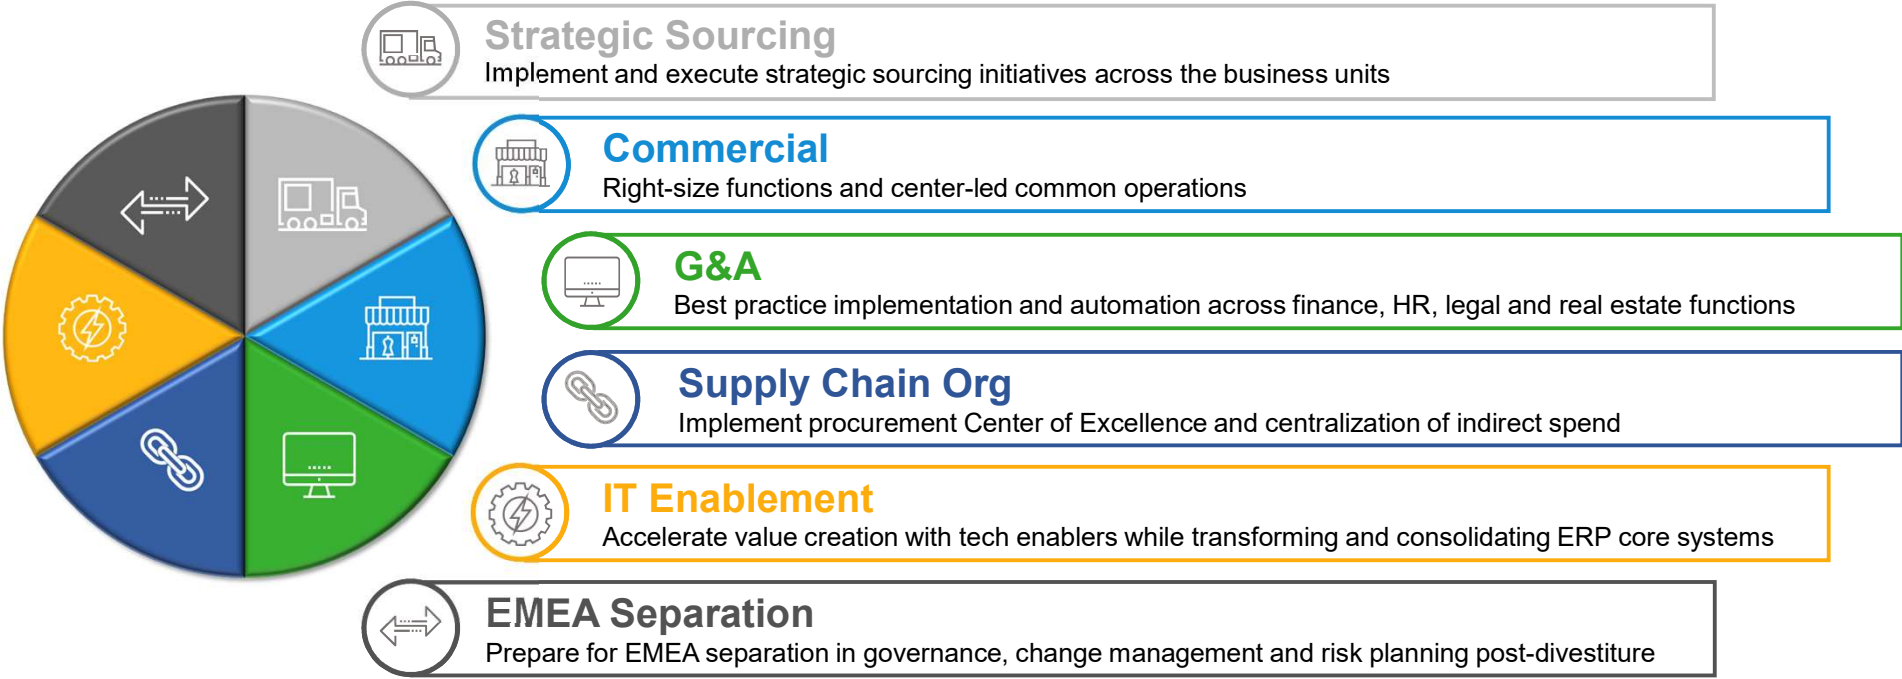 Strategic Sourcing
Implement and execute strategic sourcing initiatives across the business units
Commercial
Right-size functions and center-led common operations
G&A
Best practice implementation and automation across finance, HR, legal and real estate functions
Supply Chain Org
Implement procurement Center of Excellence and centralization of indirect spend
IT Enablement
Accelerate value creation with tech enablers while transforming and consolidating ERP core systems
EMEA Separation
Prepare for EMEA separation in governance, change management and risk planning post-divestiture